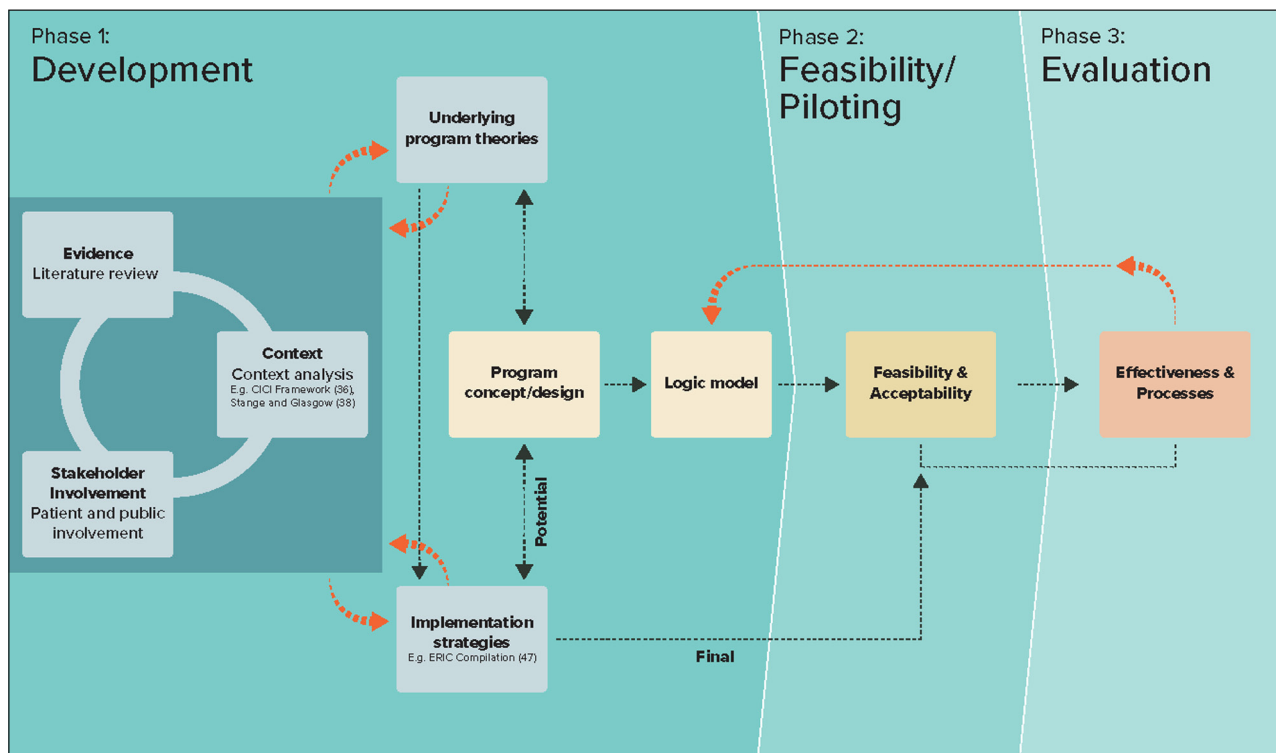 Phase 1:
Development
Phase 2:
Feasibility/
Piloting
Phase 3:
Evaluation
Underlying
program theories
Evidence
Literature review
Context
Context analysis
E.g. CICI Framework (36),
Stange and Glasgow (38)
Stakeholder
Involvement
Patient and public
involvement
Program
concept/design
Logic model
Feasibility &
Acceptability
Effectiveness &
Processes
Potential
Implementation
strategies
E.g. ERIC Compilation (47)
Final